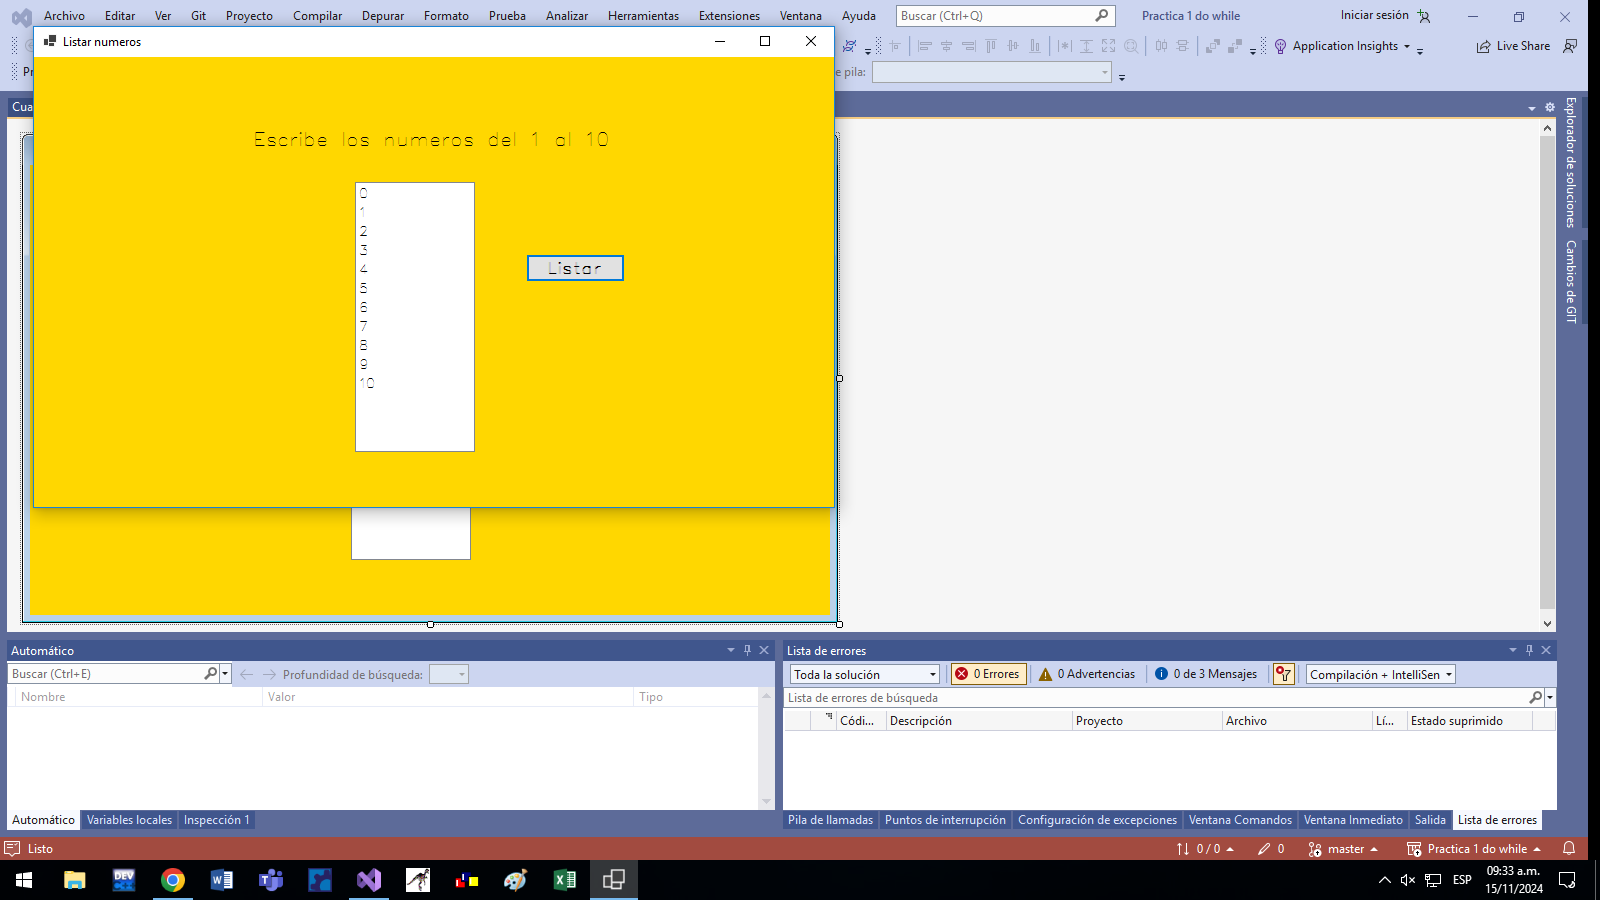 Archivo Editar Ver Git Proyecto Compilar Depurar Formato Prueba Analizar Herramientas Extensiones Ventana Ayuda Buscar (Ctrl+Q) Practica 1 do while Iniciar sesión
Listar numeros
Application Insights Live Share
e pila:
Cua
Escribe los numeros del 1 al 10
0
1
2
3
4
5
6
7
8
9
10
Listar
Explorador de soluciones
Cambios de GIT
Automático
Buscar (Ctrl+E) Profundidad de búsqueda:
Nombre Valor Tipo
Automático Variables locales Inspección 1
Lista de errores
Toda la solución 0 Errores 0 Advertencias 0 de 3 Mensajes Compilación + IntelliSen
Lista de errores de búsqueda
Códi... Descripción Proyecto Archivo Lí... Estado suprimido
Pila de llamadas Puntos de interrupción Configuración de excepciones Ventana Comandos Ventana Inmediato Salida Lista de errores
Listo 0 / 0 0 master Practica 1 do while
DEV
ESP 09:33 a.m.
15/11/2024